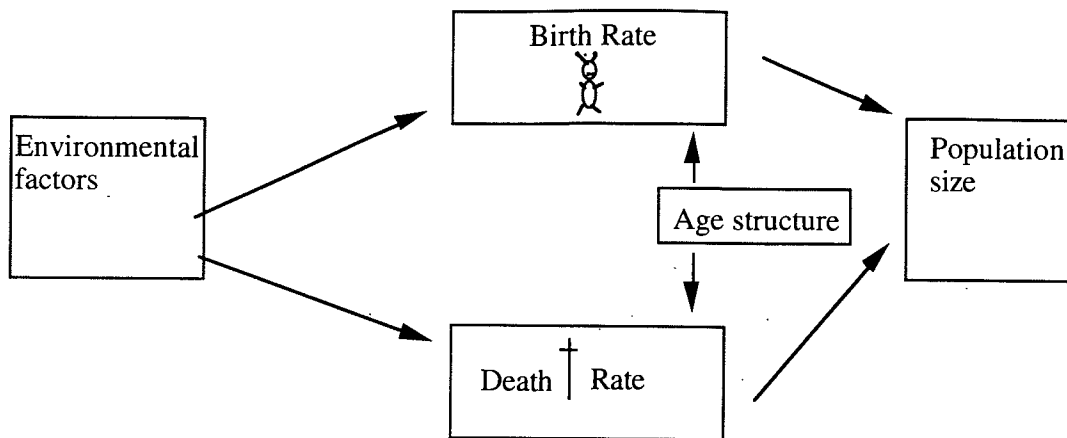 Birth Rate
Environmental
factors
Population
size
Age structure
Death Rate